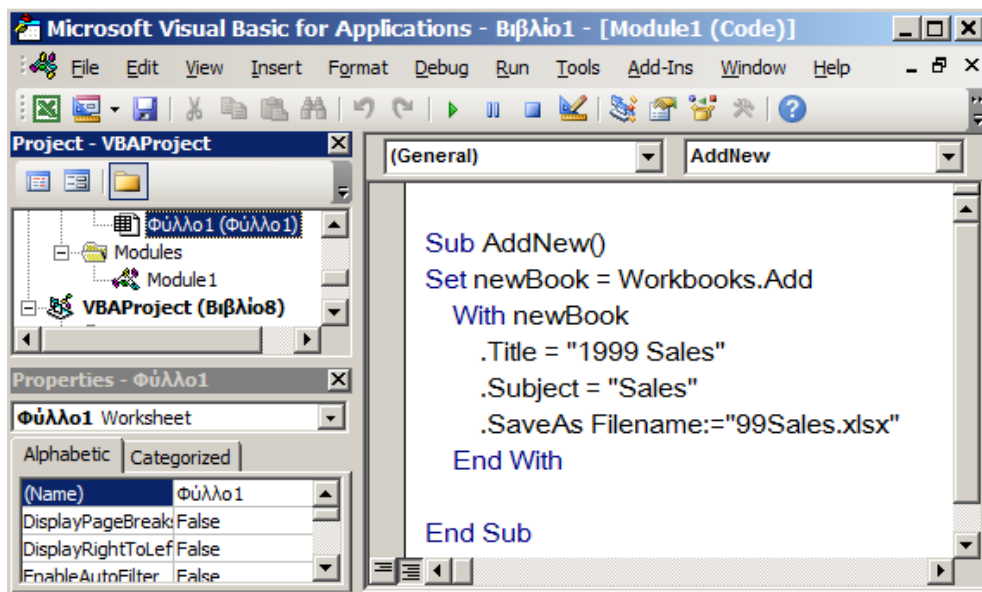 Microsoft Visual Basic for Applications - Βιβλίο1 - [Module1 (Code)]
File Edit View Insert Format Debug Run Tools Add-Ins Window Help
Project - VBAProject
Φύλλο1 (Φύλλο1)
Modules
Module1
VBAProject (Βιβλίο8)
Properties - Φύλλο1
Φύλλο1 Worksheet
Alphabetic Categorized
(Name) Φύλλο1
DisplayPageBreaks False
DisplayRightToLef False
EnableAutoFilter False
(General) AddNew
Sub AddNew()
Set newBook = Workbooks.Add
With newBook
.Title = "1999 Sales"
.Subject = "Sales"
.SaveAs Filename:="99Sales.xlsx"
End With
End Sub